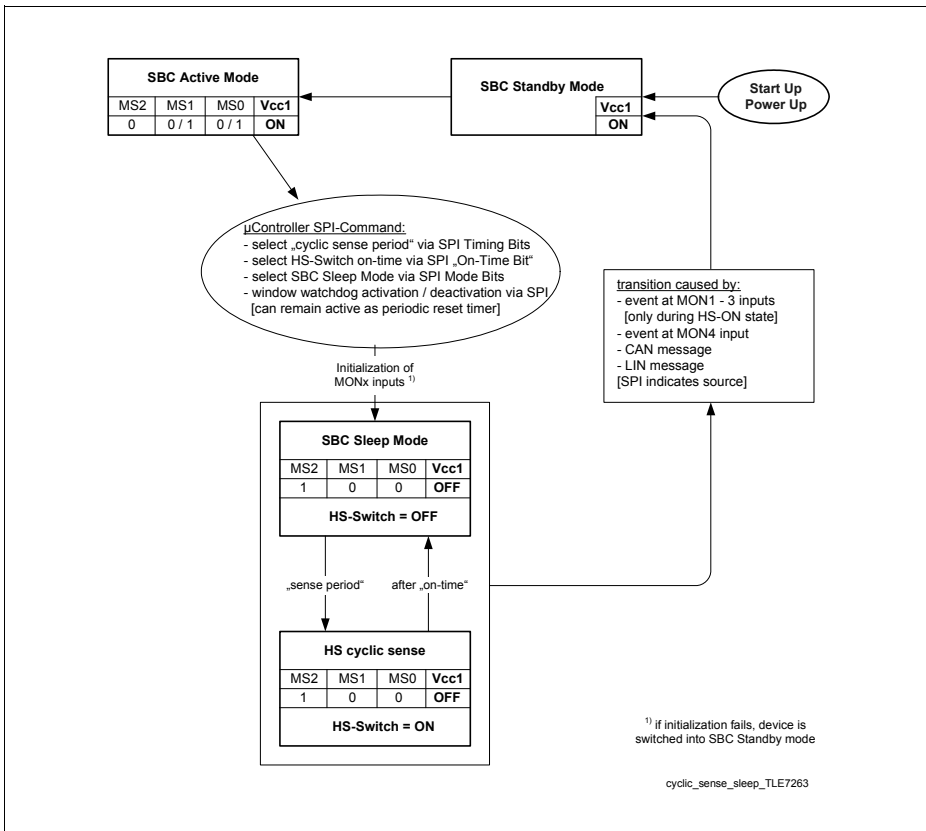 SBC Active Mode
MS2 MS1 MS0 Vcc1
0 0 / 1 0 / 1 ON
SBC Standby Mode
Vcc1
ON
Start Up
Power Up
µController SPI-Command:
- select „cyclic sense period“ via SPI Timing Bits
- select HS-Switch on-time via SPI „On-Time Bit“
- select SBC Sleep Mode via SPI Mode Bits
- window watchdog activation / deactivation via SPI
[can remain active as periodic reset timer]
transition caused by:
- event at MON1 - 3 inputs
[only during HS-ON state]
- event at MON4 input
- CAN message
- LIN message
[SPI indicates source]
Initialization of
MONx inputs 1)
SBC Sleep Mode
MS2 MS1 MS0 Vcc1
1 0 0 OFF
HS-Switch = OFF
„sense period“ after „on-time“
HS cyclic sense
MS2 MS1 MS0 Vcc1
1 0 0 OFF
HS-Switch = ON
1) if initialization fails, device is
switched into SBC Standby mode
cyclic_sense_sleep_TLE7263